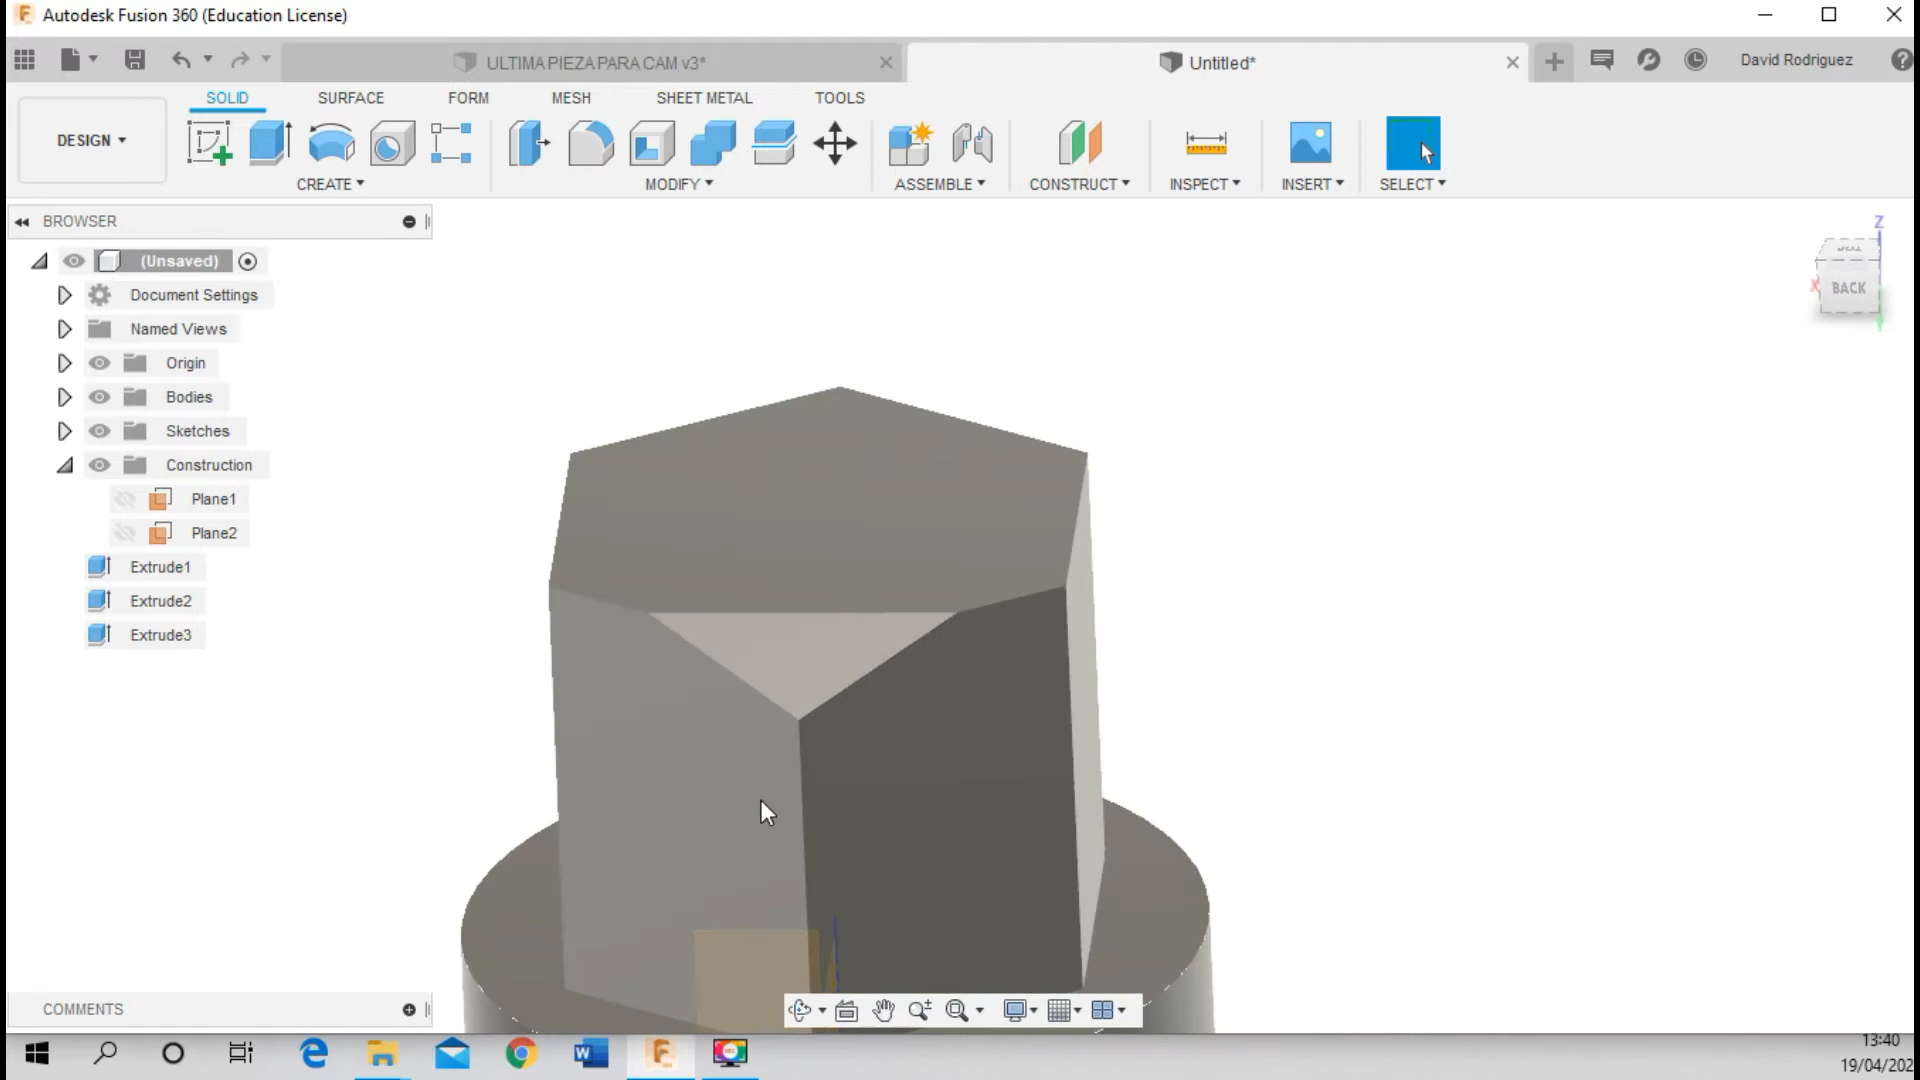 Autodesk Fusion 360 (Education License)
ULTIMA PIEZA PARA CAM v3*
Untitled*
David Rodriguez
SOLID
SURFACE
FORM
MESH
SHEET METAL
TOOLS
DESIGN
CREATE
MODIFY
ASSEMBLE
CONSTRUCT
INSPECT
INSERT
SELECT
BROWSER
(Unsaved)
Document Settings
Named Views
Origin
Bodies
Sketches
Construction
Plane1
Plane2
Extrude1
Extrude2
Extrude3
Z
X
BACK
COMMENTS
13:40
19/04/202